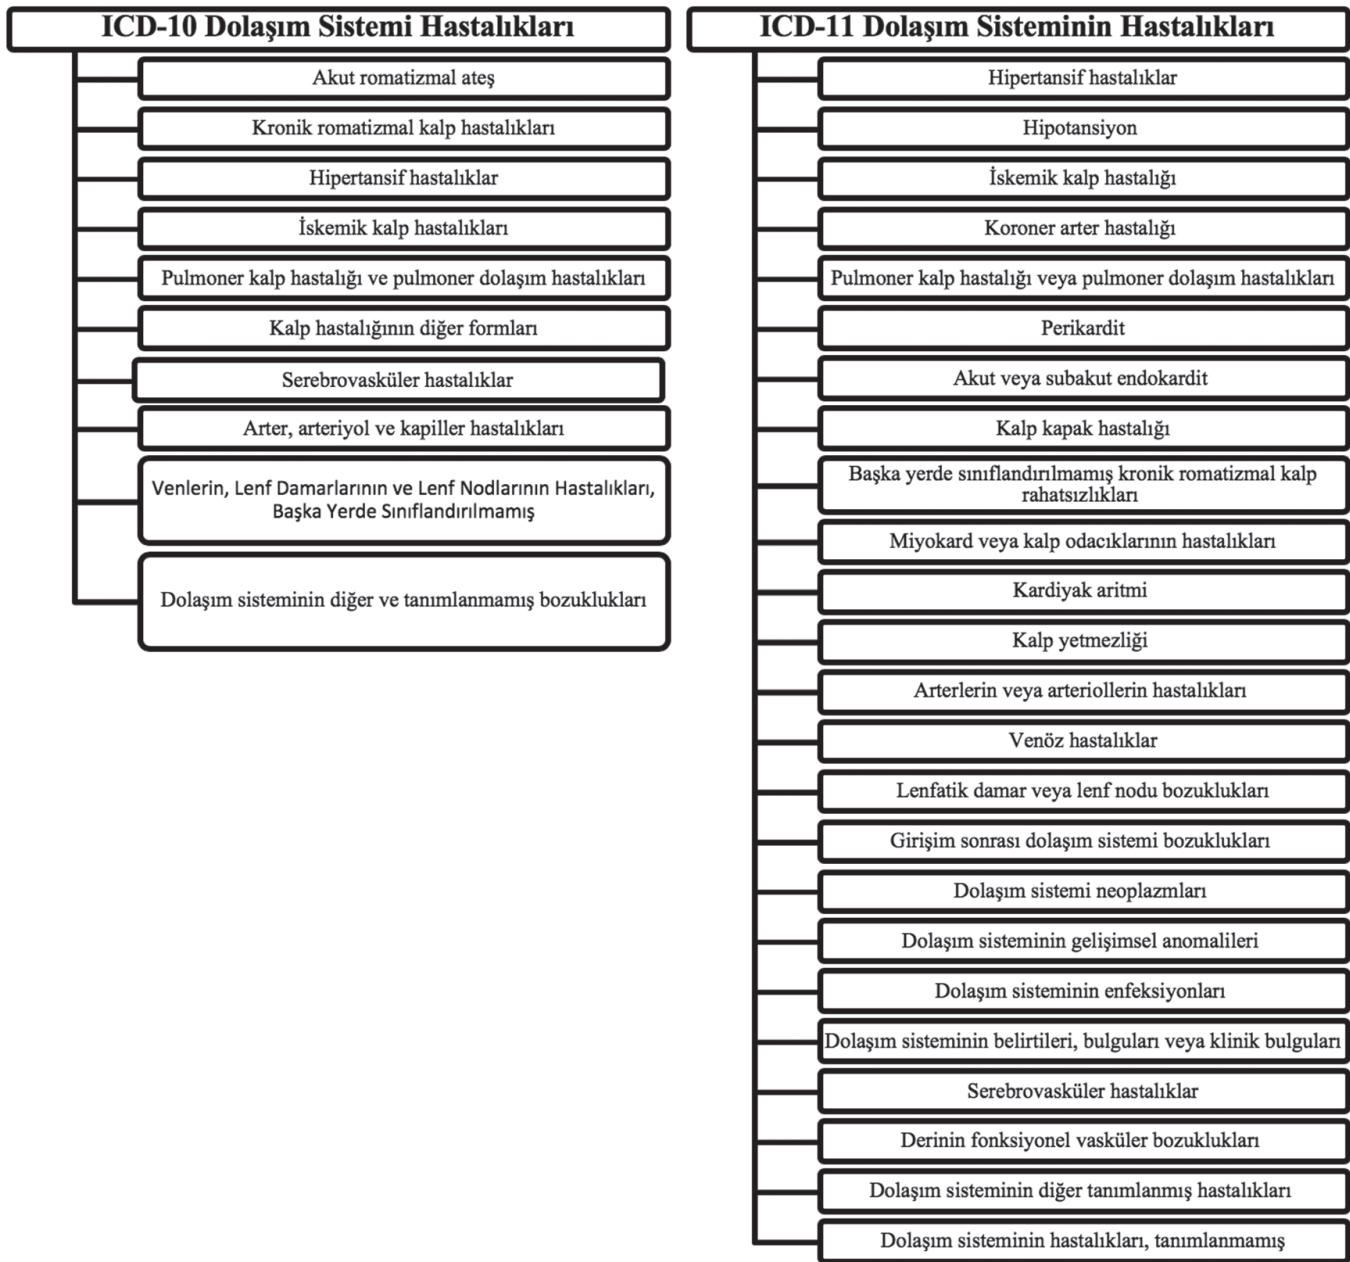 ICD-10 Dolaşım Sistemi Hastalıkları
Akut romatizmal ateş
Kronik romatizmal kalp hastalıkları
Hipertansif hastalıklar
İskemik kalp hastalıkları
Pulmoner kalp hastalığı ve pulmoner dolaşım hastalıkları
Kalp hastalığının diğer formları
Serebrovasküler hastalıklar
Arter, arteriyol ve kapiller hastalıkları
Venlerin, Lenf Damarlarının ve Lenf Nodlarının Hastalıkları,
Başka Yerde Sınıflandırılmamış
Dolaşım sisteminin diğer ve tanımlanmamış bozuklukları
ICD-11 Dolaşım Sisteminin Hastalıkları
Hipertansif hastalıklar
Hipotansiyon
İskemik kalp hastalığı
Koroner arter hastalığı
Pulmoner kalp hastalığı veya pulmoner dolaşım hastalıkları
Perikardit
Akut veya subakut endokardit
Kalp kapak hastalığı
Başka yerde sınıflandırılmamış kronik romatizmal kalp
rahatsızlıkları
Miyokard veya kalp odacıklarının hastalıkları
Kardiyak aritmi
Kalp yetmezliği
Arterlerin veya arteriollerin hastalıkları
Venöz hastalıklar
Lenfatik damar veya lenf nodu bozuklukları
Girişim sonrası dolaşım sistemi bozuklukları
Dolaşım sistemi neoplazmları
Dolaşım sisteminin gelişimsel anomalileri
Dolaşım sisteminin enfeksiyonları
Dolaşım sisteminin belirtileri, bulguları veya klinik bulguları
Serebrovasküler hastalıklar
Derinin fonksiyonel vasküler bozuklukları
Dolaşım sisteminin diğer tanımlanmış hastalıkları
Dolaşım sisteminin hastalıkları, tanımlanmamış